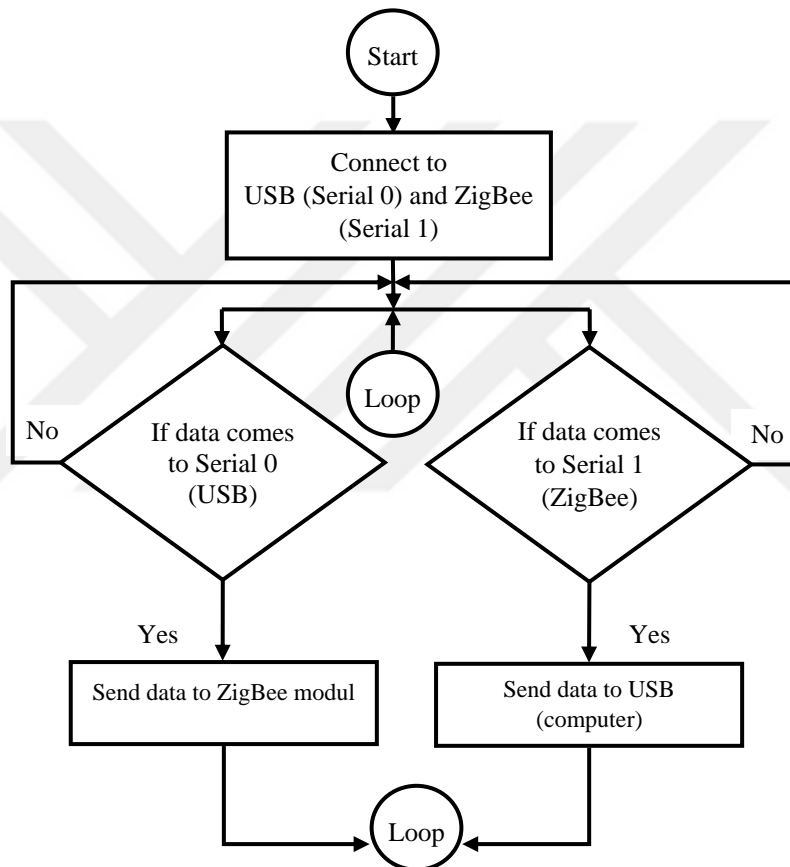 Start
Connect to
USB (Serial 0) and ZigBee
(Serial 1)
Loop
No
If data comes
to Serial 0
(USB)
If data comes
to Serial 1
(ZigBee)
No
Yes
Yes
Send data to ZigBee modul
Send data to USB
(computer)
Loop